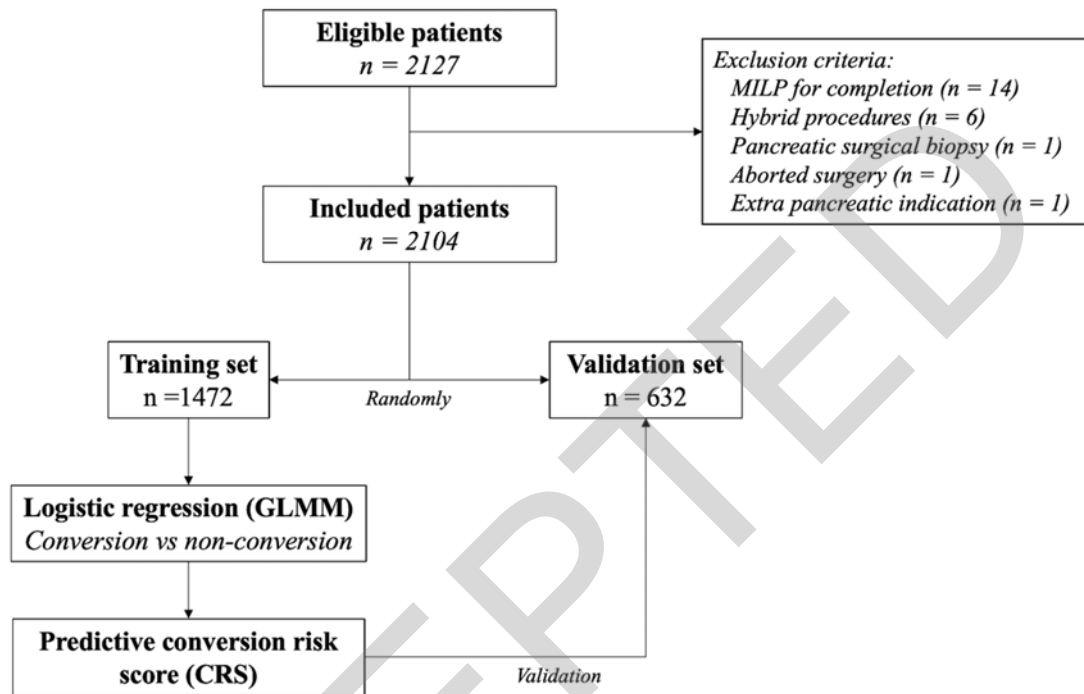 Eligible patients
n = 2127
Exclusion criteria:
MILP for completion (n = 14)
Hybrid procedures (n = 6)
Pancreatic surgical biopsy (n = 1)
Aborted surgery (n = 1)
Extra pancreatic indication (n = 1)
Included patients
n = 2104
Training set
n =1472
Randomly
Validation set
n = 632
Logistic regression (GLMM)
Conversion vs non-conversion
Predictive conversion risk
score (CRS)
Validation
EPTED